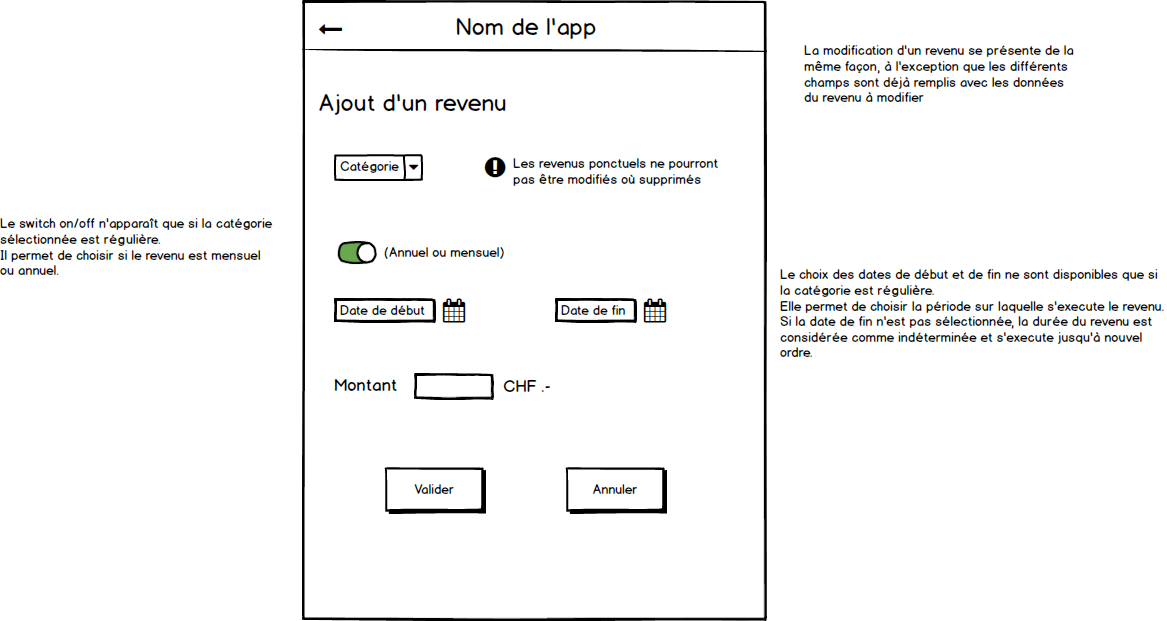 Nom de l'app
La modification d'un revenu se présente de la
même façon, à l'exception que les différents
champs sont déjà remplis avec les données
du revenu à modifier
Ajout d'un revenu
Catégorie
Les revenus ponctuels ne pourront
pas être modifiés où supprimés
Le switch on/off n'apparaît que si la catégorie
sélectionnée est régulière.
Il permet de choisir si le revenu est mensuel
ou annuel.
(Annuel ou mensuel)
Le choix des dates de début et de fin ne sont disponibles que si
la catégorie est régulière.
Elle permet de choisir la période sur laquelle s'execute le revenu.
Si la date de fin n'est pas sélectionnée, la durée du revenu est
considérée comme indéterminée et s'execute jusqu'à nouvel
ordre.
Date de début
Date de fin
Montant CHF .-
Valider
Annuler